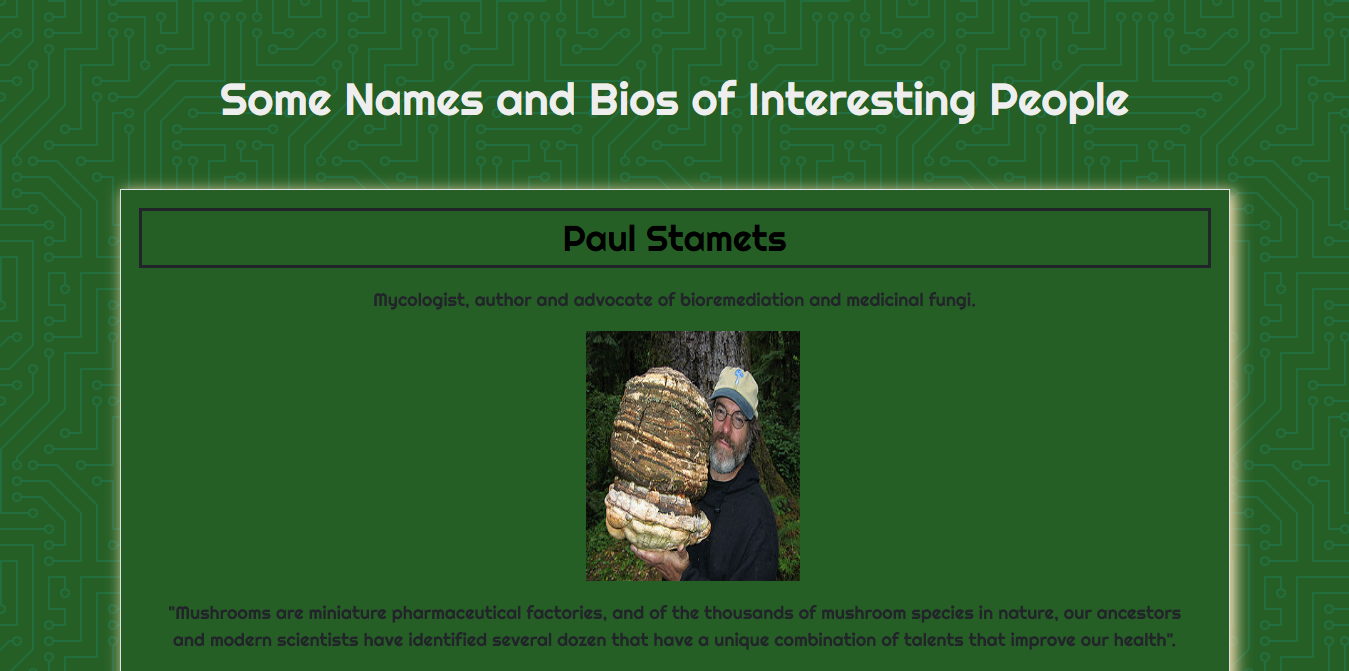 Some Names and Bios of Interesting People
Paul Stamets
Mycologist, author and advocate of bioremediation and medicinal fungi.
"Mushrooms are miniature pharmaceutical factories, and of the thousands of mushroom species in nature, our ancestors
and modern scientists have identified several dozen that have a unique combination of talents that improve our health".